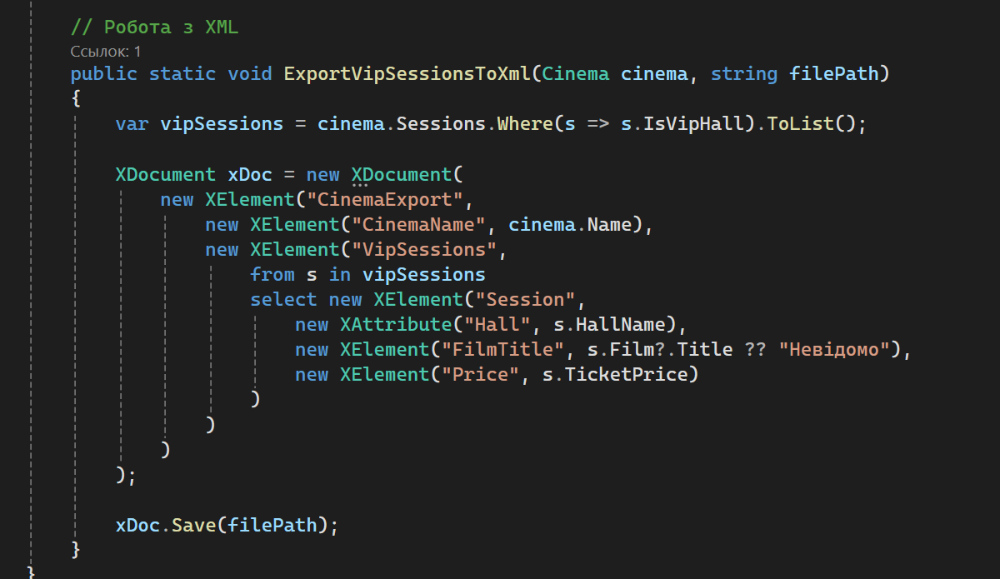 // Робота з XML
Ссылок: 1
public static void ExportVipSessionsToXml(Cinema cinema, string filePath)
{
var vipSessions = cinema.Sessions.Where(s => s.IsVipHall).ToList();
XDocument xDoc = new XDocument(
new XElement("CinemaExport",
new XElement("CinemaName", cinema.Name),
new XElement("VipSessions",
from s in vipSessions
select new XElement("Session",
new XAttribute("Hall", s.HallName),
new XElement("FilmTitle", s.Film?.Title ?? "Невідомо"),
new XElement("Price", s.TicketPrice)
)
)
)
);
xDoc.Save(filePath);
}
}